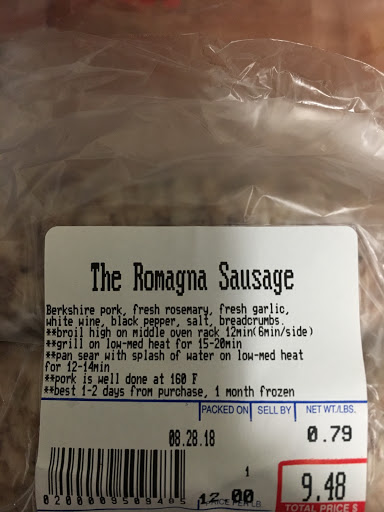 The Romagna Sausage
Berkshire pork, fresh rosemary, fresh garlic,
white wine, black pepper, salt, breadcrumbs.
**broil high on middle oven rack 12min(6min/side)
**grill on low-med heat for 15-20min
**pan sear with splash of water on low-med heat
for 12-14min
**pork is well done at 160 F
**best 1-2 days from purchase, 1 month frozen
PACKED ON SELL BY NET WT./LBS.
08.28.18 0.79
1
12.00 9.48
PRICE PER LB
0200009509485 TOTAL PRICE $